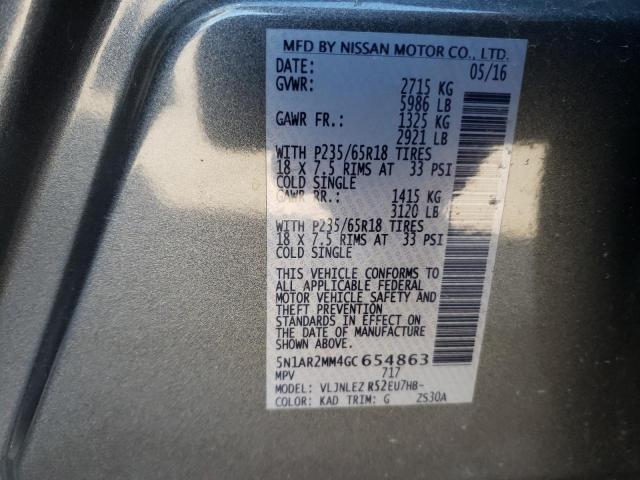 MFD BY NISSAN MOTOR CO., LTD.
DATE: 05/16
GVWR: 2715 KG
5986 LB
GAWR FR.: 1325 KG
2921 LB
WITH P235/65R18 TIRES
18 X 7.5 RIMS AT 33 PSI
COLD SINGLE
GAWR RR.: 1415 KG
3120 LB
WITH P235/65R18 TIRES
18 X 7.5 RIMS AT 33 PSI
COLD SINGLE
THIS VEHICLE CONFORMS TO
ALL APPLICABLE FEDERAL
MOTOR VEHICLE SAFETY AND
THEFT PREVENTION
STANDARDS IN EFFECT ON
THE DATE OF MANUFACTURE
SHOWN ABOVE.
5N1AR2MM4GC654863
MPV 717
MODEL: VLJNLEZ R52EU7HB-
COLOR: KAD TRIM: G ZS30A